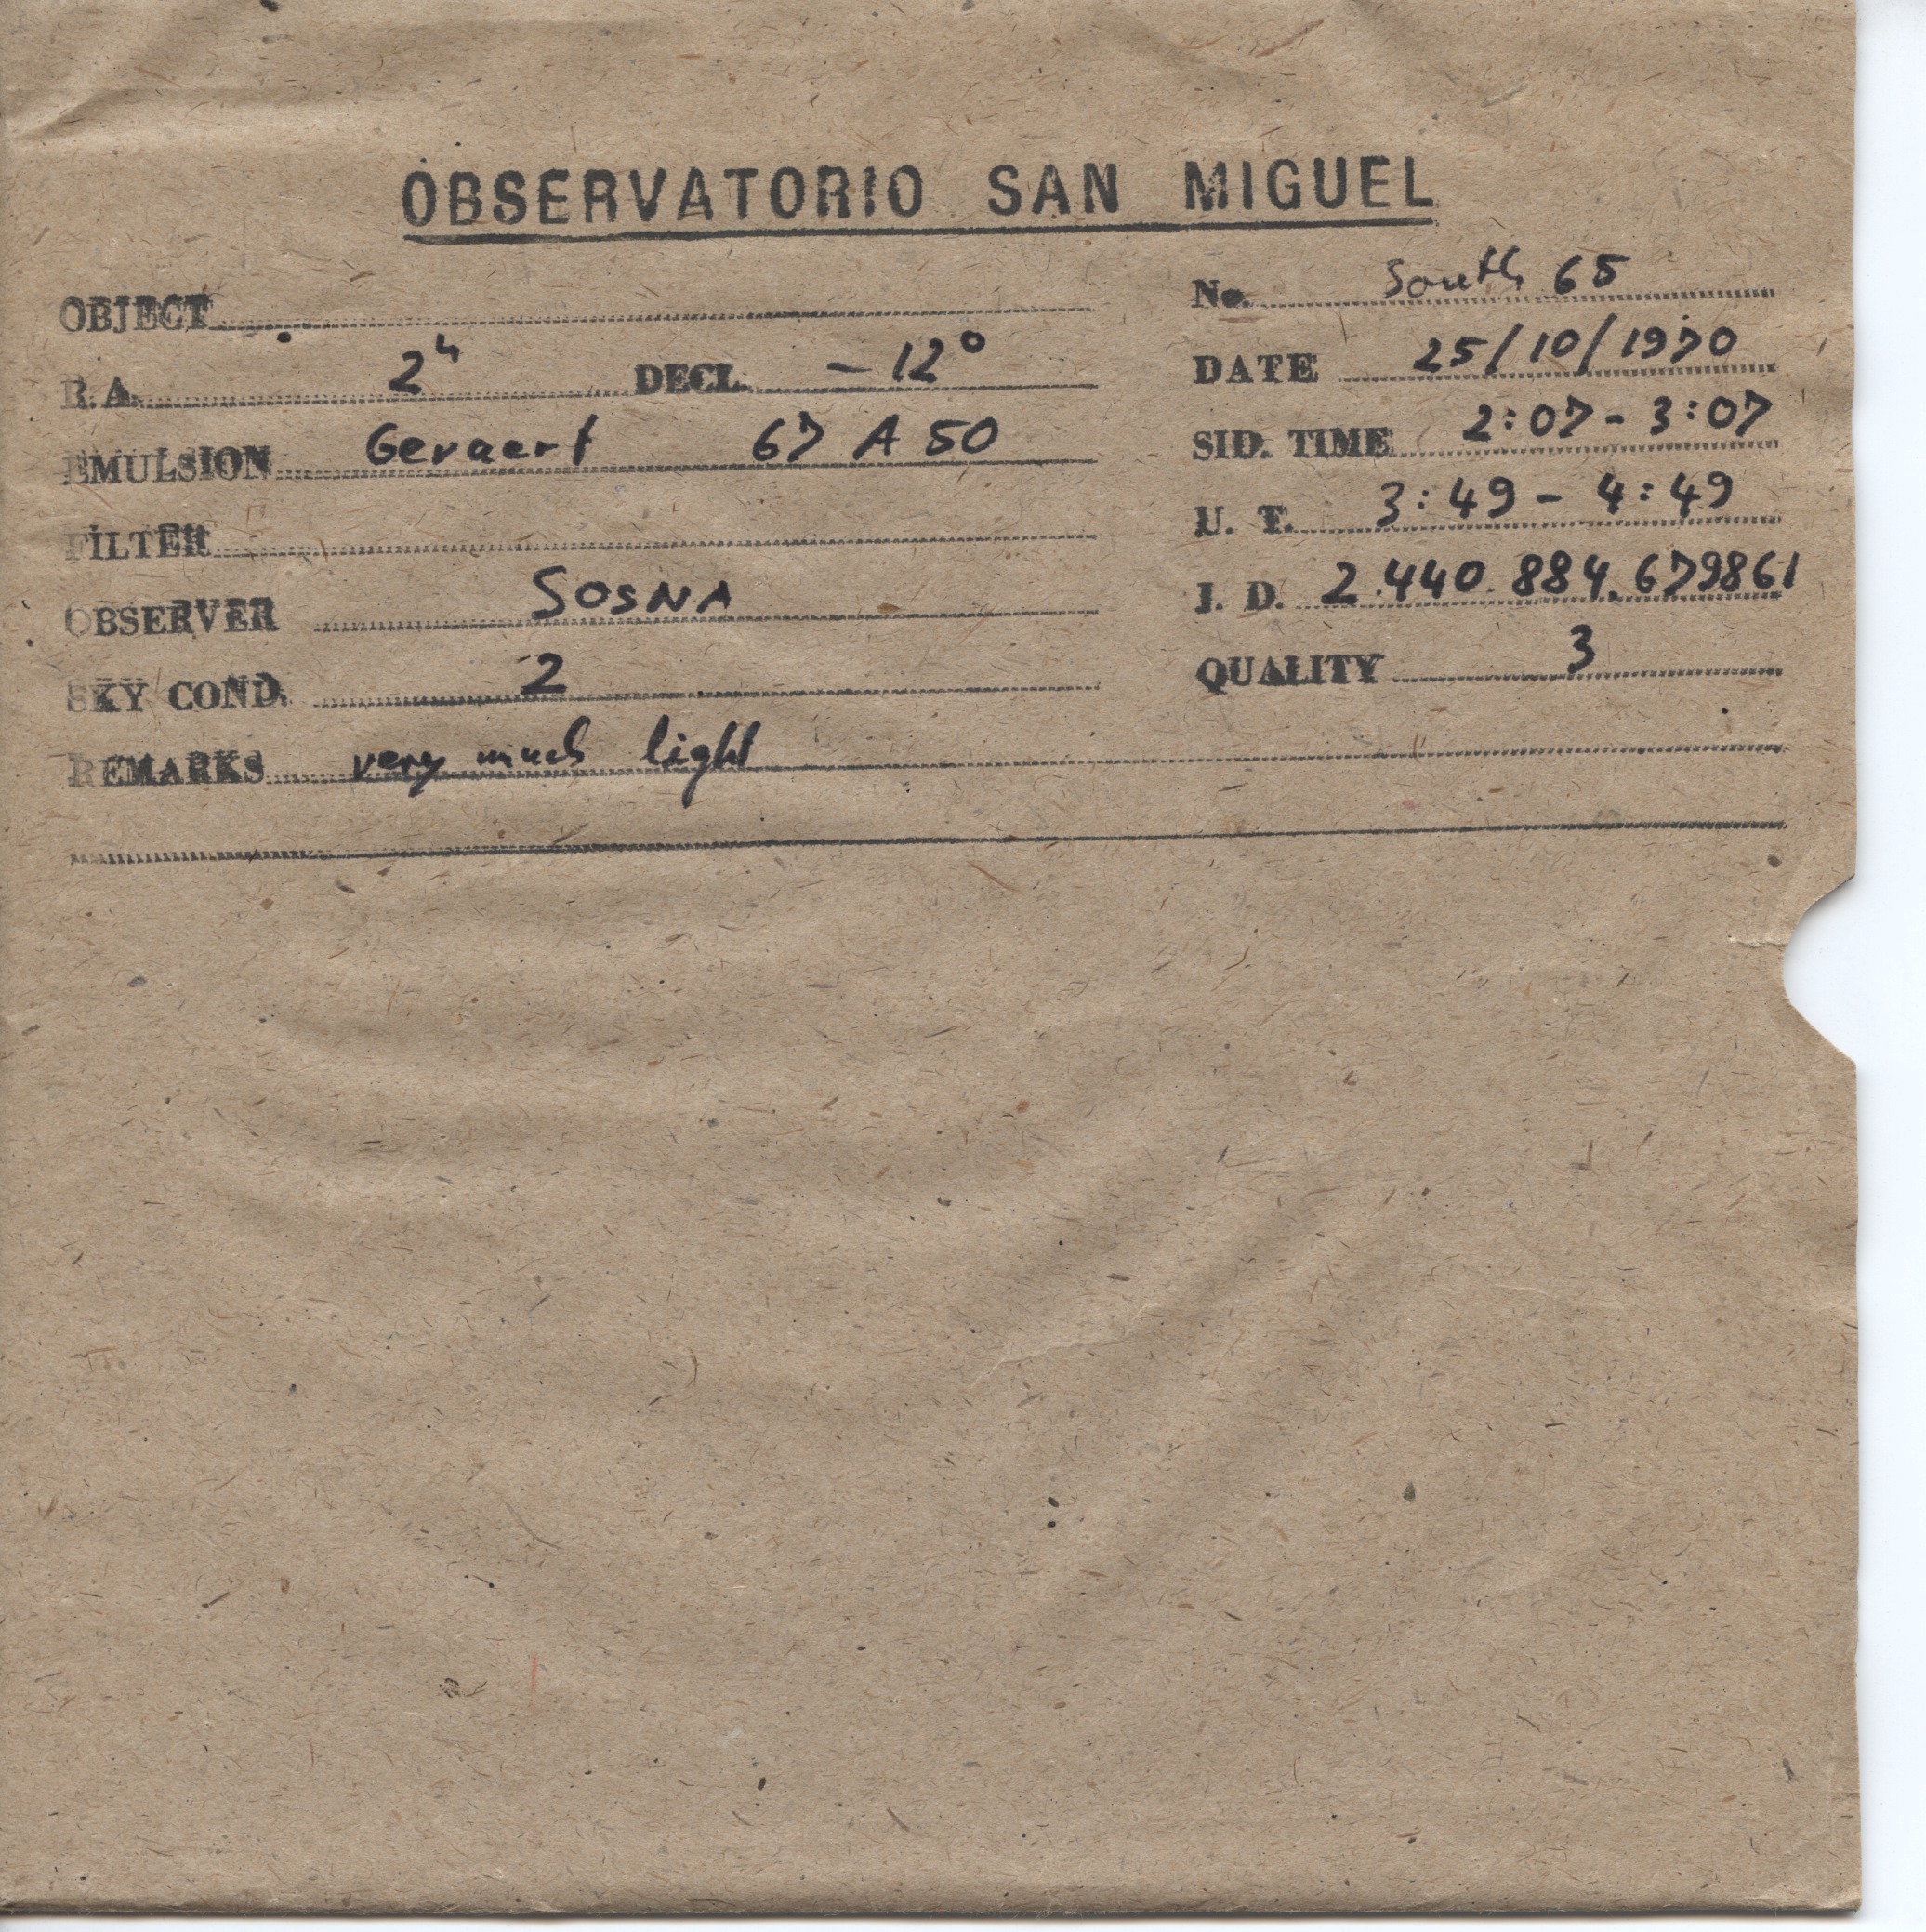 OBSERVATORIO SAN MIGUEL
OBJECT
No. South 65
R.A. 2h DECL. -12°
DATE 25/10/1970
EMULSION Gevaert 67 A 50
SID. TIME 2:07 - 3:07
FILTER
U. T. 3:49 - 4:49
OBSERVER SOSNA
J. D. 2.440.884.679861
SKY COND. 2
QUALITY 3
REMARKS very much light